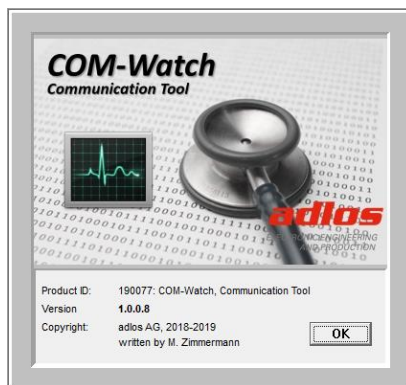 COM-Watch
Communication Tool
adlos
ELECTRONIC ENGINEERING
AND PRODUCTION
Product ID: 190077: COM-Watch, Communication Tool
Version 1.0.0.8
Copyright: adlos AG, 2018-2019
written by M. Zimmermann
OK